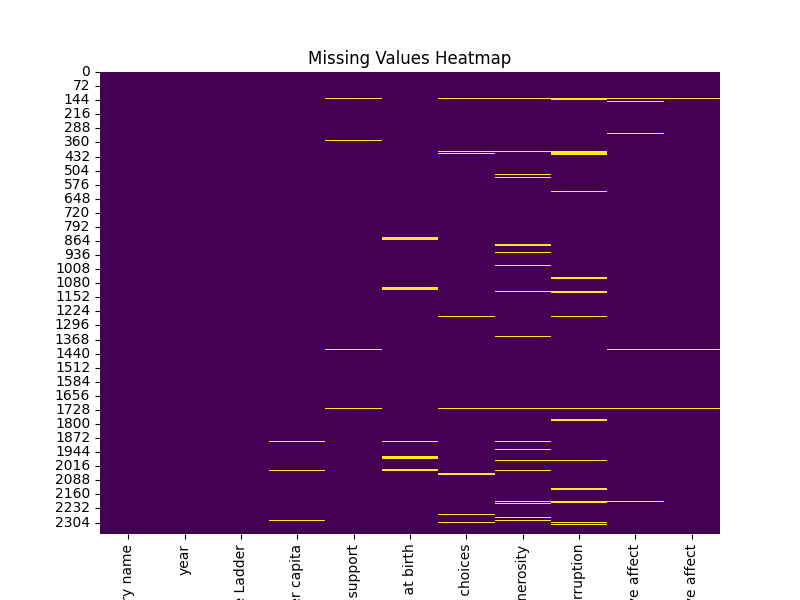 Missing Values Heatmap
0
72
144
216
288
360
432
504
576
648
720
792
864
936
1008
1080
1152
1224
1296
1368
1440
1512
1584
1656
1728
1800
1872
1944
2016
2088
2160
2232
2304
y name
year
e Ladder
er capita
support
at birth
choices
nerosity
rruption
ve affect
ve affect